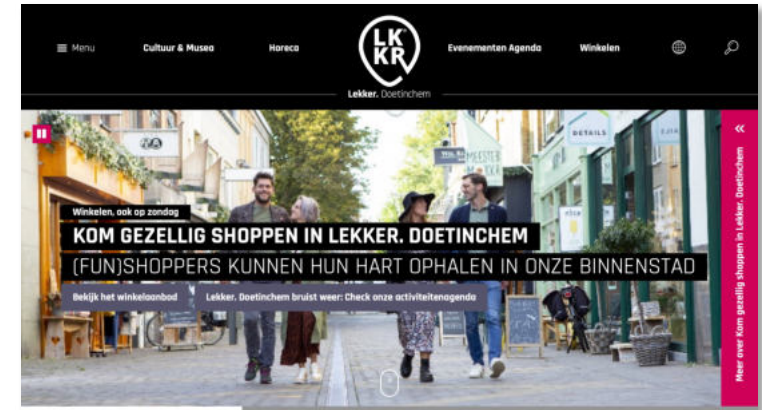 Menu
Cultuur & Musea
Horeca
LK
KR
Lekker. Doetinchem
Evenementen Agenda
Winkelen
DETAILS
MEESTER
Winkelen, ook op zondag
KOM GEZELLIG SHOPPEN IN LEKKER. DOETINCHEM
(FUN)SHOPPERS KUNNEN HUN HART OPHALEN IN ONZE BINNENSTAD
Bekijk het winkelaanbod
Lekker. Doetinchem bruist weer: Check onze activiteitenagenda
Meer over Kom gezellig shoppen in Lekker. Doetinchem